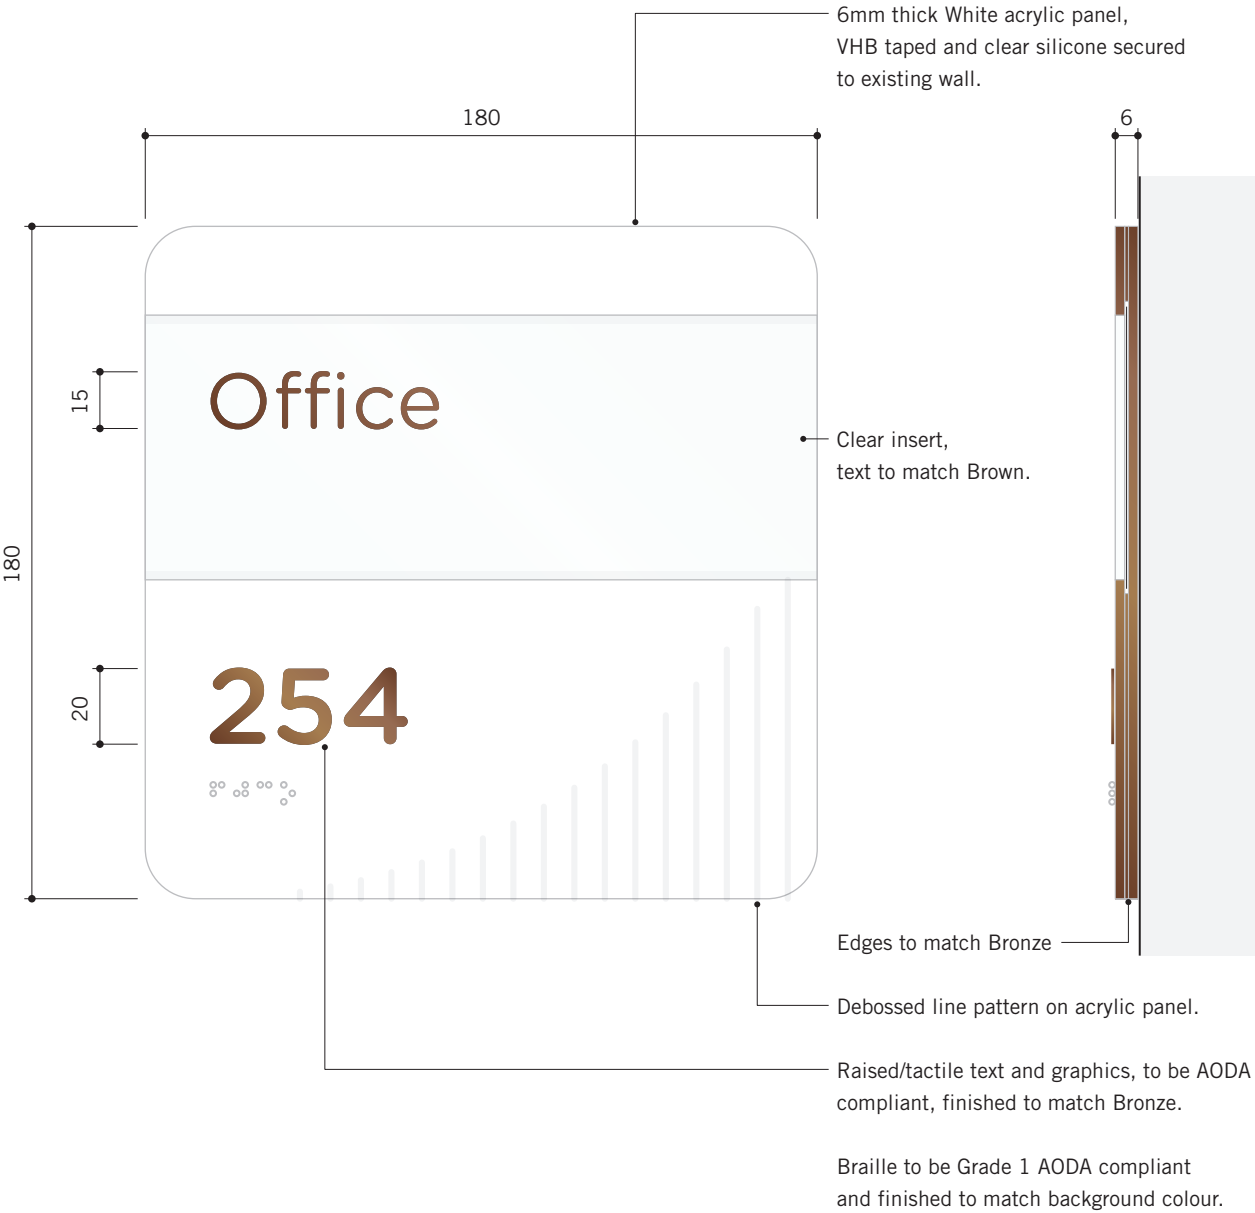 6mm thick White acrylic panel,
VHB taped and clear silicone secured
to existing wall.
180
6
15
Office
Clear insert,
text to match Brown.
180
20
254
Edges to match Bronze
Debossed line pattern on acrylic panel.
Raised/tactile text and graphics, to be AODA
compliant, finished to match Bronze.
Braille to be Grade 1 AODA compliant
and finished to match background colour.